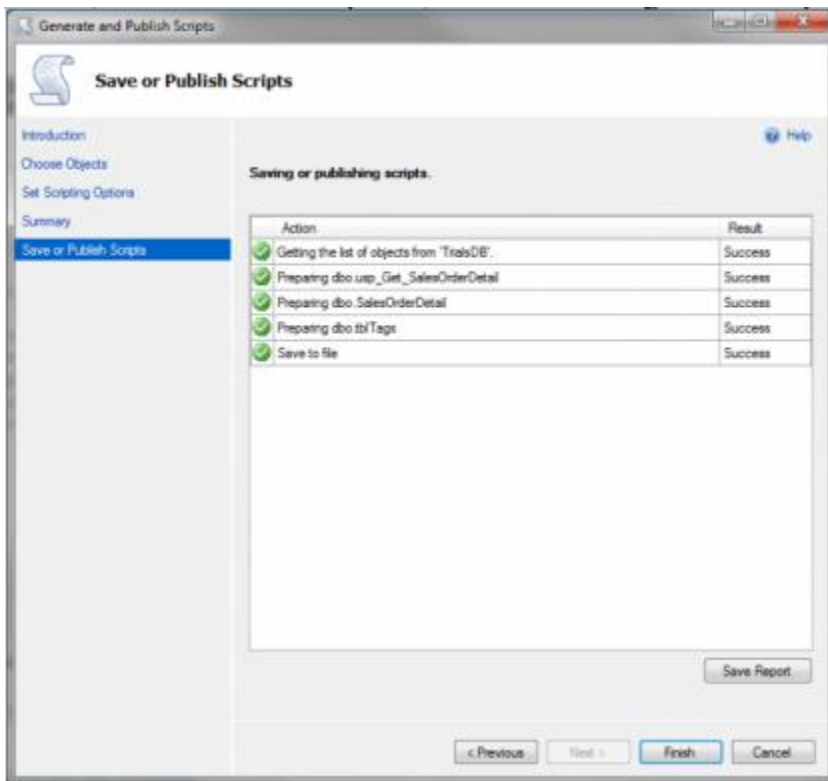 Generate and Publish Scripts
Save or Publish Scripts
Introduction
Help
Choose Objects
Saving or publishing scripts.
Set Scripting Options
Summary
Action Result
Save or Publish Scripts
Getting the list of objects from 'TrialsDB'. Success
Preparing dbo.usp_Get_SalesOrderDetail Success
Preparing dbo.SalesOrderDetail Success
Preparing dbo.tblTags Success
Save to file Success
Save Report
< Previous Next > Finish Cancel